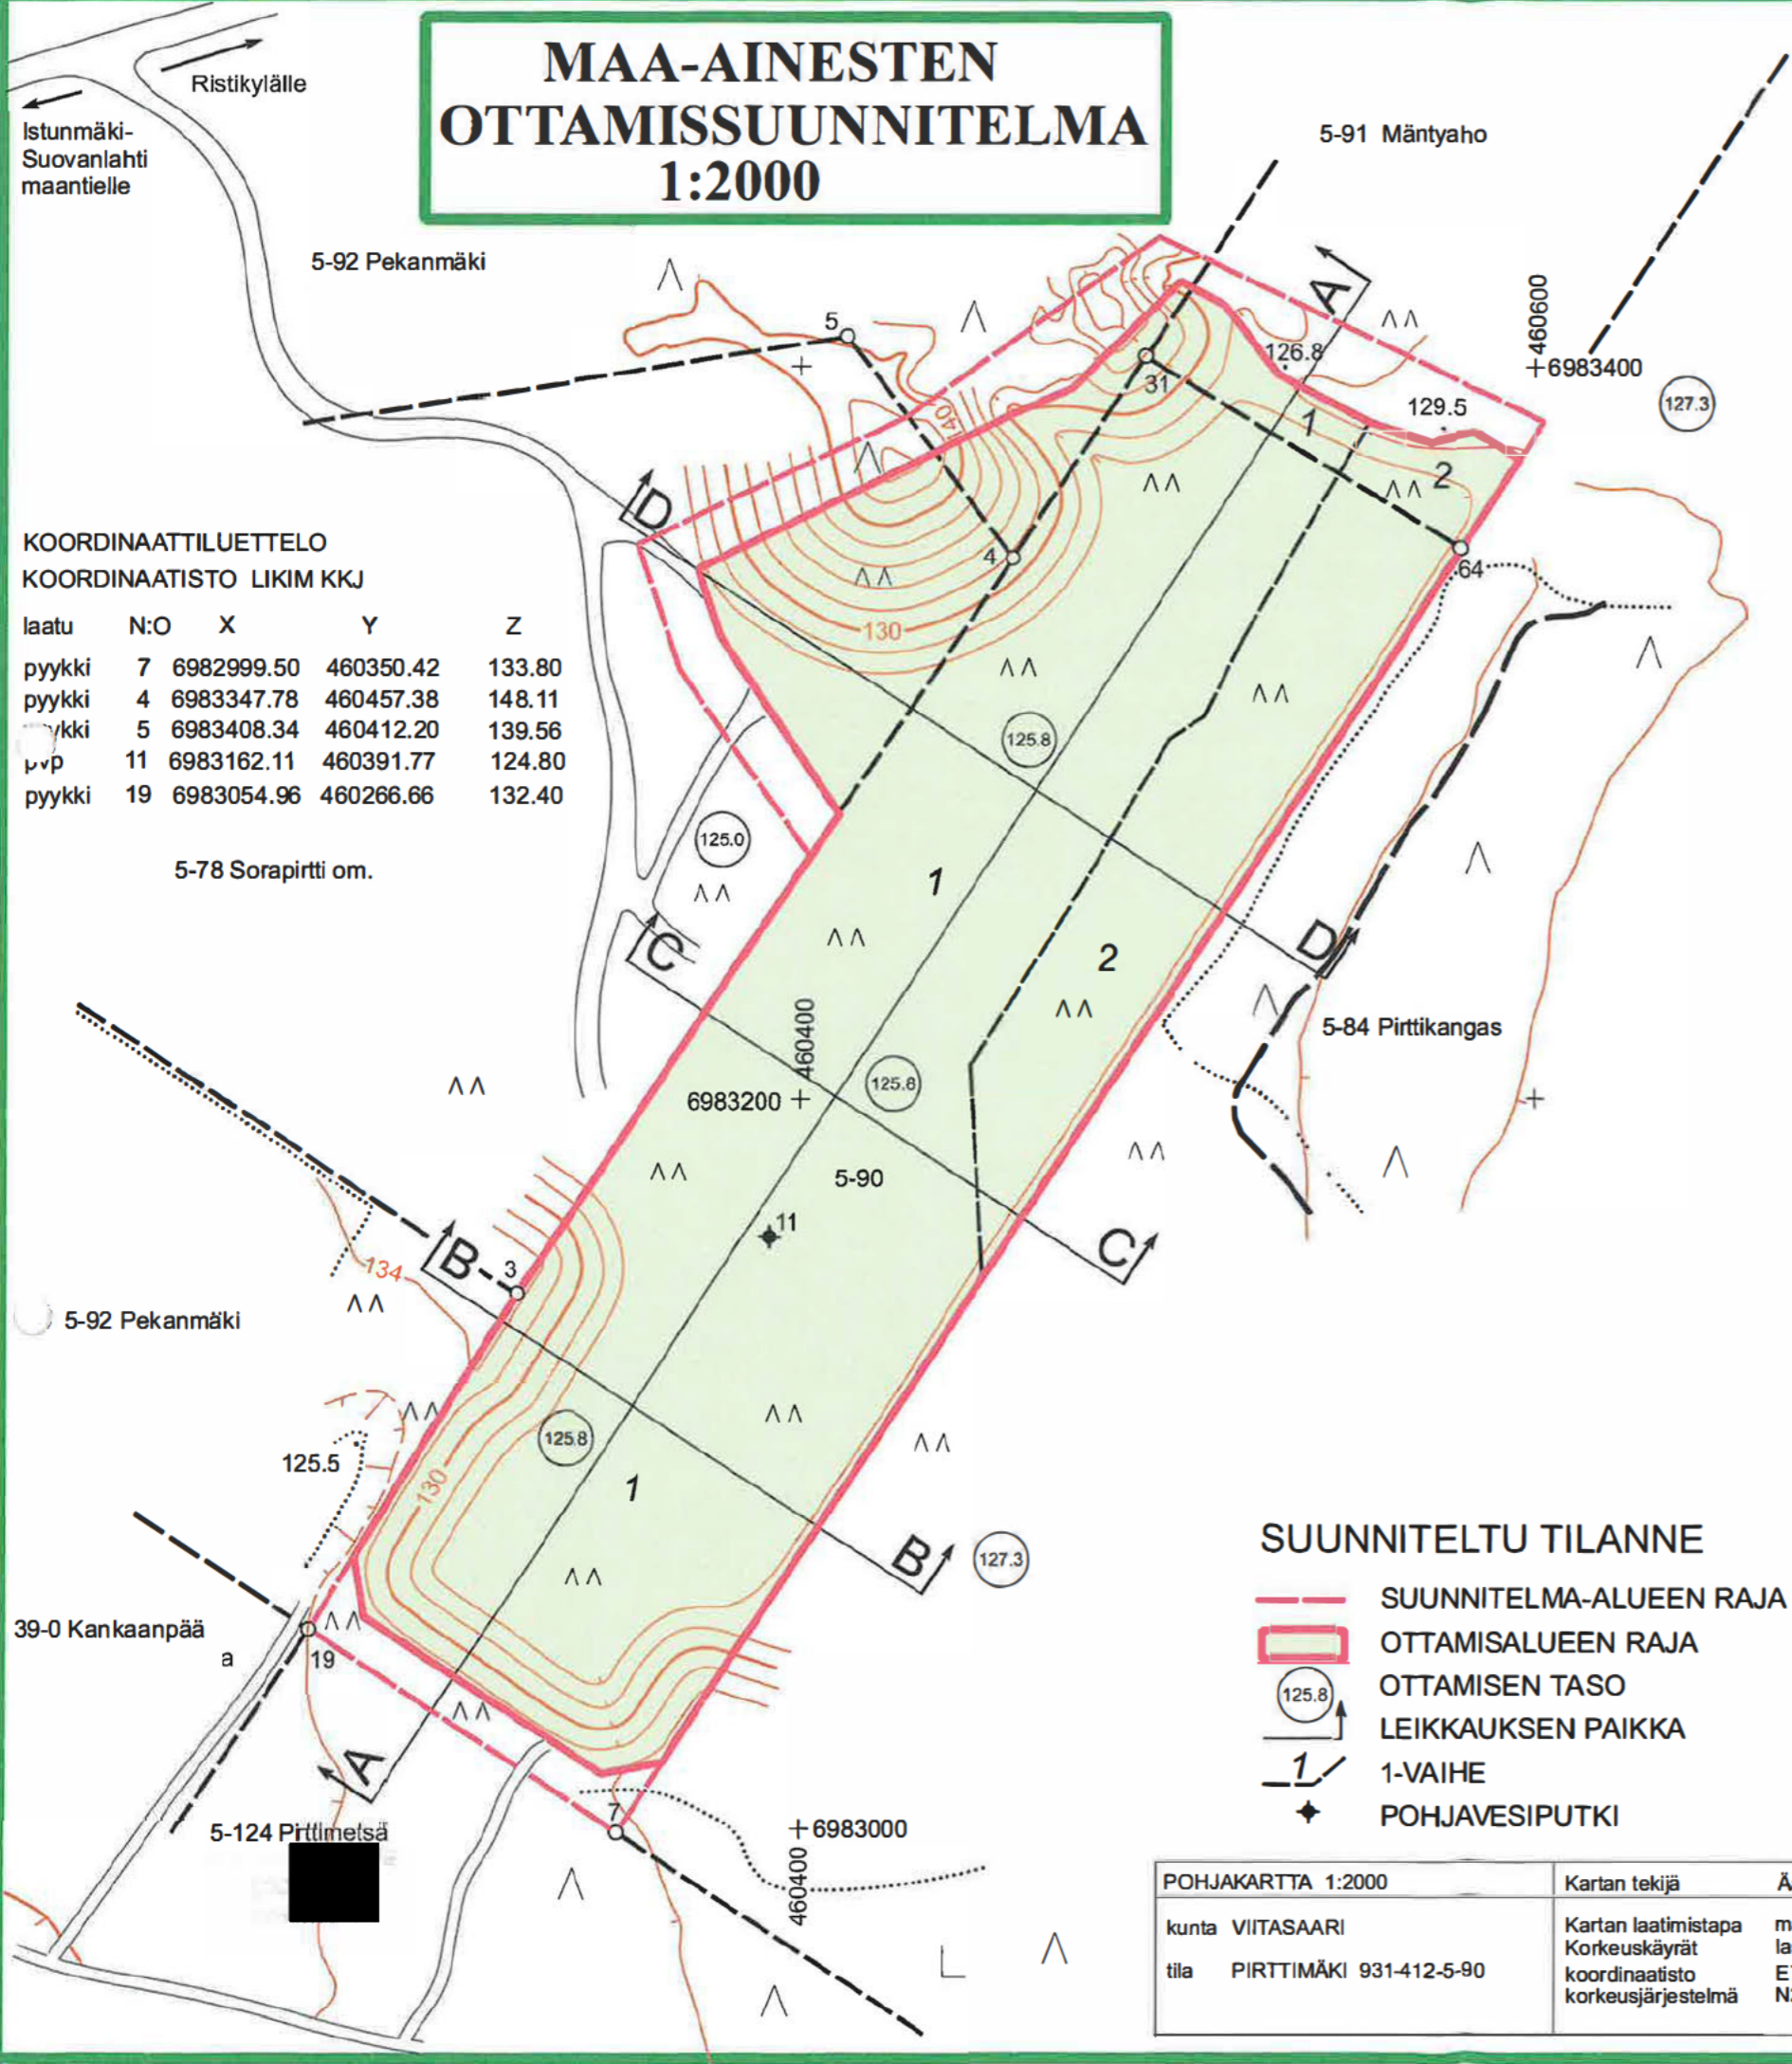 MAA-AINESTEN
OTTAMISSUUNNITELMA
1:2000
Ristikylälle
Istunmäki-
Suovanlahti
maantielle
5-91 Mäntyaho
5-92 Pekanmäki
A
460600
+6983400
5
31
126.8
129.5
127.3
140
1
2
D
4
64
130
KOORDINAATTILUETTELO
KOORDINAATISTO LIKIM KKJ
laatu N:O X Y Z
pyykki 7 6982999.50 460350.42 133.80
pyykki 4 6983347.78 460457.38 148.11
5 6983408.34 460412.20 139.56
11 6983162.11 460391.77 124.80
pyykki 19 6983054.96 460266.66 132.40
5-78 Sorapirtti om.
125.8
125.0
1
C
2
D
5-84 Pirttikangas
460400
6983200 +
125.8
5-90
11
C
B
3
134
5-92 Pekanmäki
125.5
130
125.8
1
B
127.3
39-0 Kankaanpää
a
19
A
7
5-124 Pirttimetsä
+6983000
460400
SUUNNITELTU TILANNE
SUUNNITELMA-ALUEEN RAJA
OTTAMISALUEEN RAJA
125.8 OTTAMISEN TASO
LEIKKAUKSEN PAIKKA
1 1-VAIHE
POHJAVESIPUTKI
POHJAKARTTA 1:2000
kunta VIITASAARI
tila PIRTTIMÄKI 931-412-5-90
Kartan tekijä
Kartan laatimistapa
Korkeuskäyrät
koordinaatisto
korkeusjärjestelmä